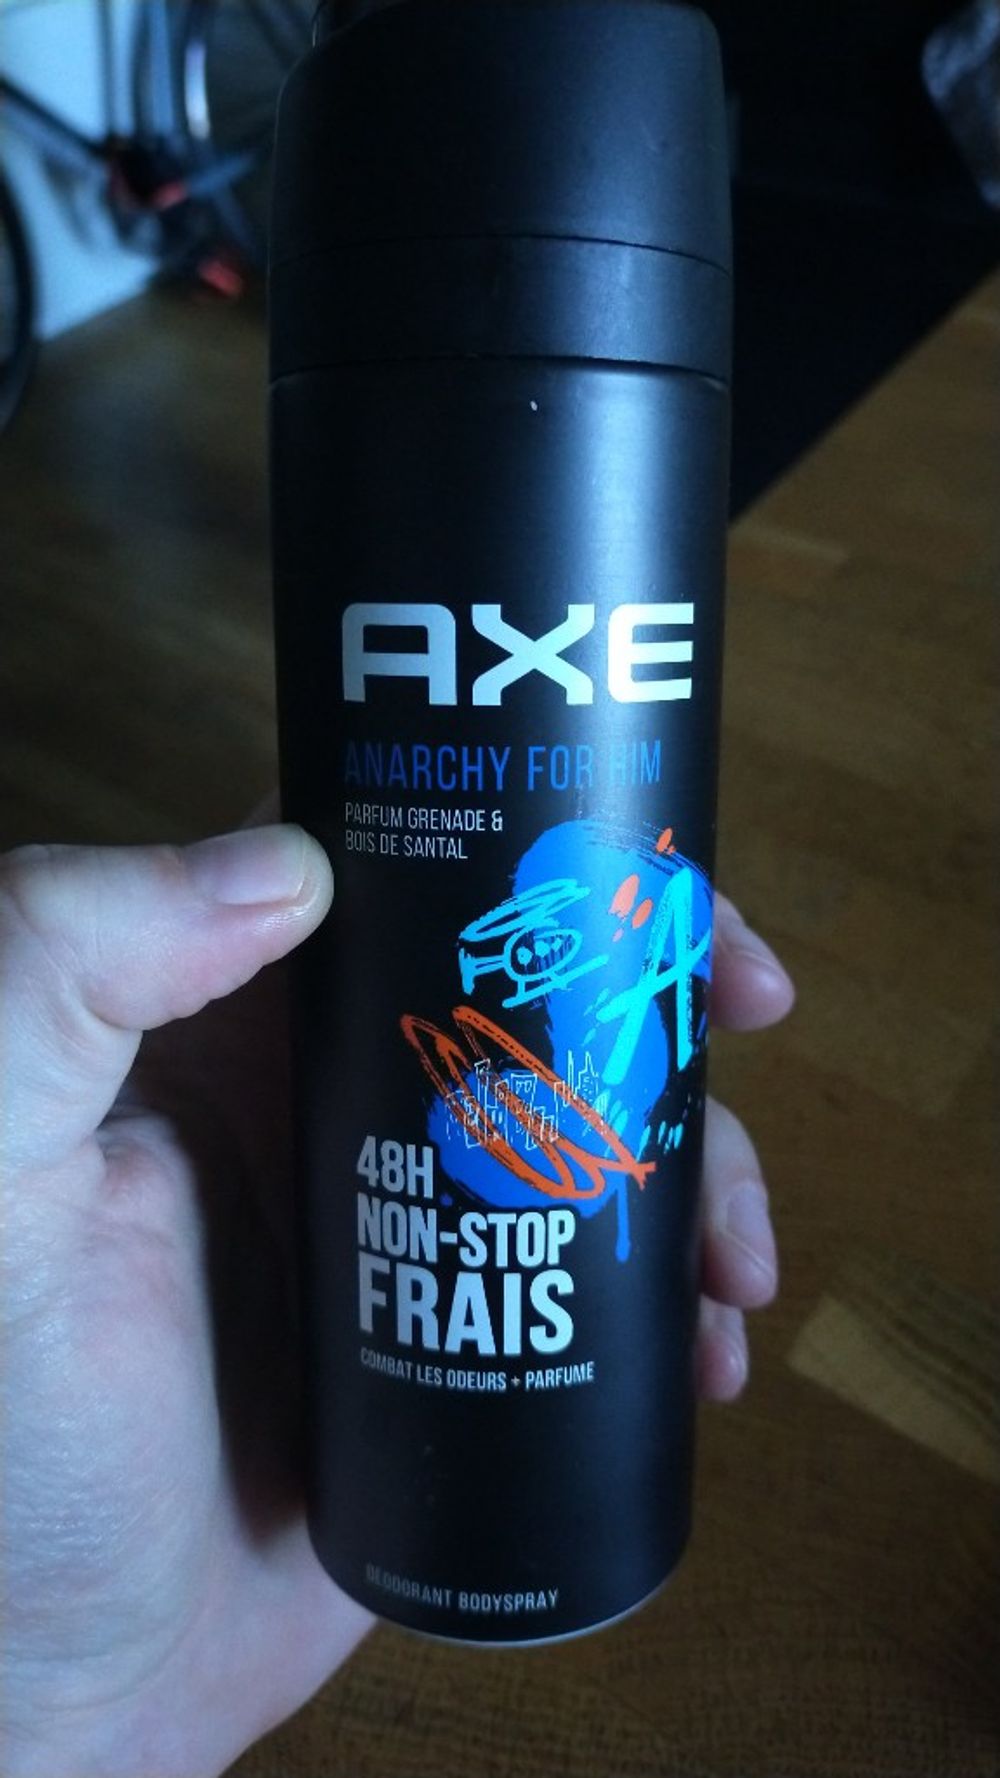 AXE
ANARCHY FOR HIM
PARFUM GRENADE &
BOIS DE SANTAL
A
48H
NON-STOP
FRAIS
COMBAT LES ODEURS + PARFUME
DEODORANT BODYSPRAY